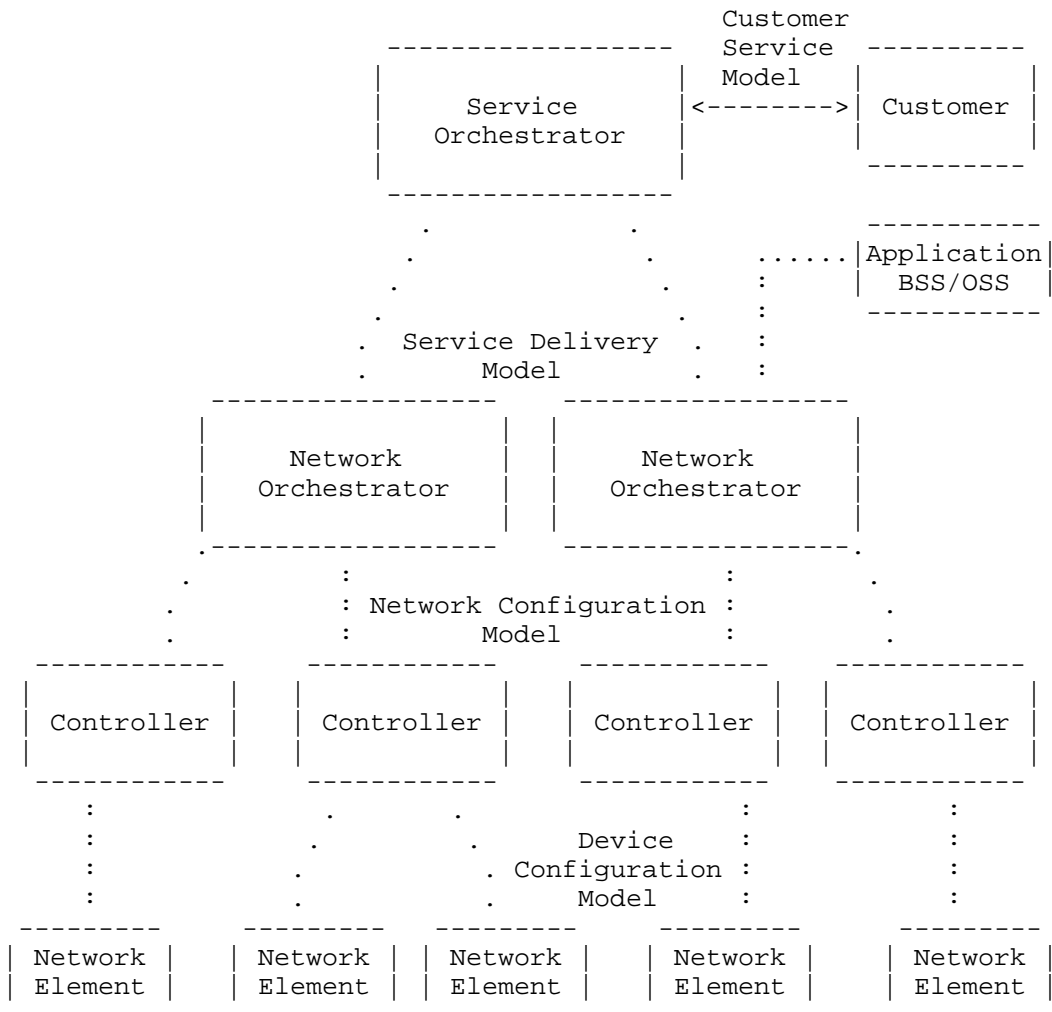 Customer
Service
Model
Service
Orchestrator
Customer
Application
BSS/OSS
Service Delivery
Model
Network
Orchestrator
Network
Orchestrator
Network Configuration
Model
Controller
Controller
Controller
Controller
Device
Configuration
Model
Network
Element
Network
Element
Network
Element
Network
Element
Network
Element